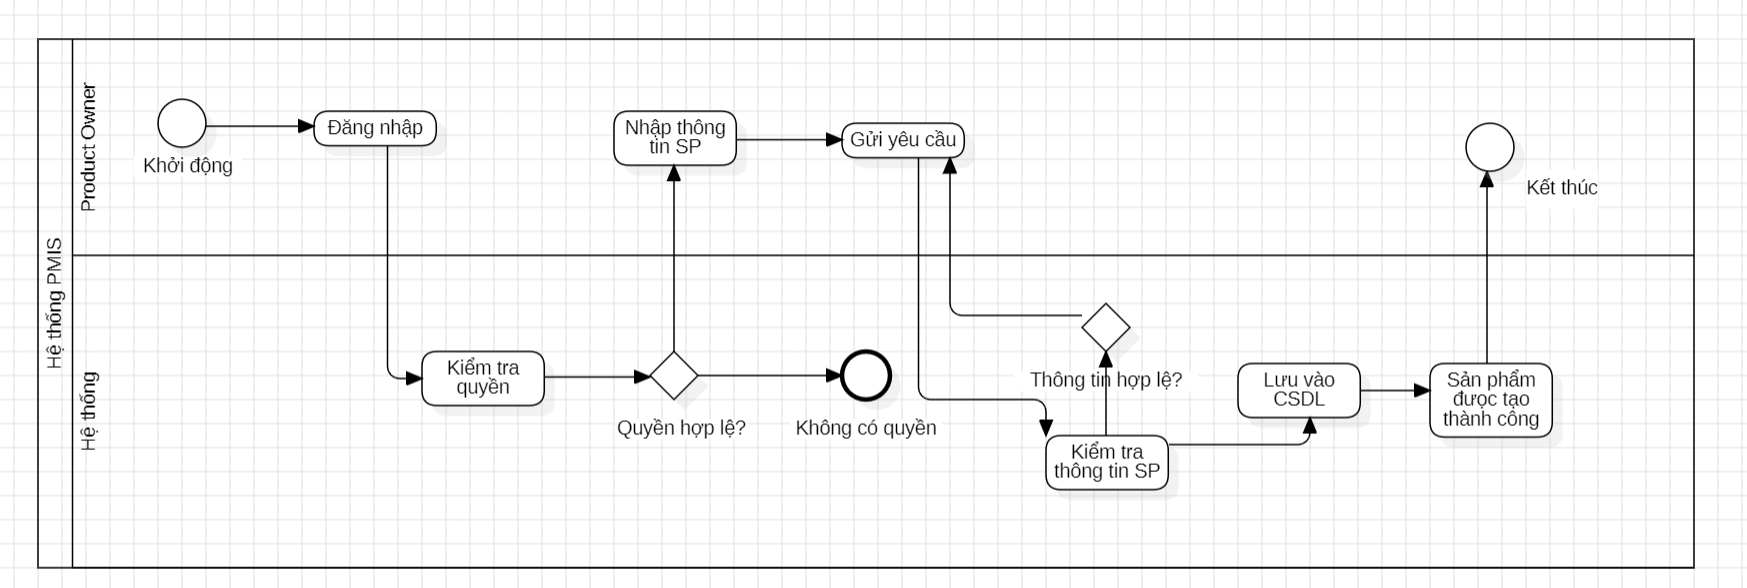 Hệ thống PMIS
Product Owner
Khởi động
Đăng nhập
Nhập thông
tin SP
Gửi yêu cầu
Kết thúc
Hệ thống
Kiểm tra
quyền
Quyền hợp lệ?
Không có quyền
Thông tin hợp lệ?
Kiểm tra
thông tin SP
Lưu vào
CSDL
Sản phẩm
được tạo
thành công